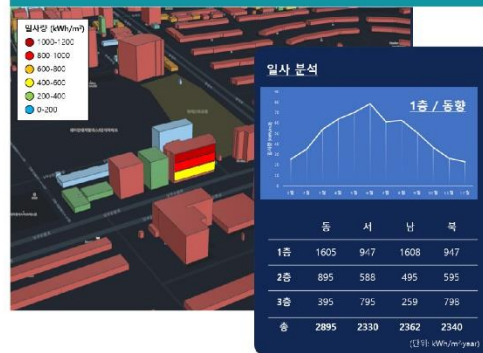 일사량 (kWh/m²)
1000-1200
800-1000
600-800
400-600
200-400
0-200
일사 분석
1층 / 동향
동 서 남 북
1층 1605 947 1608 947
2층 895 588 495 595
3층 395 795 259 798
총 2895 2330 2362 2340
(단위: kWh/m²·year)